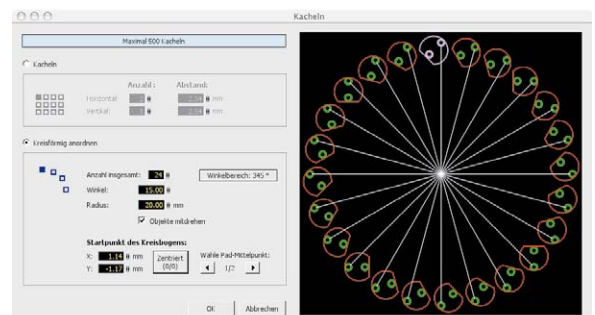 Kacheln
Maximal 500 Kacheln
Kacheln
Anzahl: Abstand:
Horizontal: mm
Vertikal: mm
Kreisförmig anordnen
Anzahl insgesamt: 24 Winkelbereich: 345 °
Winkel: 15.00
Radius: 20.00 mm
Objekte mitdrehen
Startpunkt des Kreisbogens:
X: 1.14 mm Zentriert (0/0) Wähle Pad-Mittelpunkt:
Y: -1.17 mm 1/2
OK Abbrechen